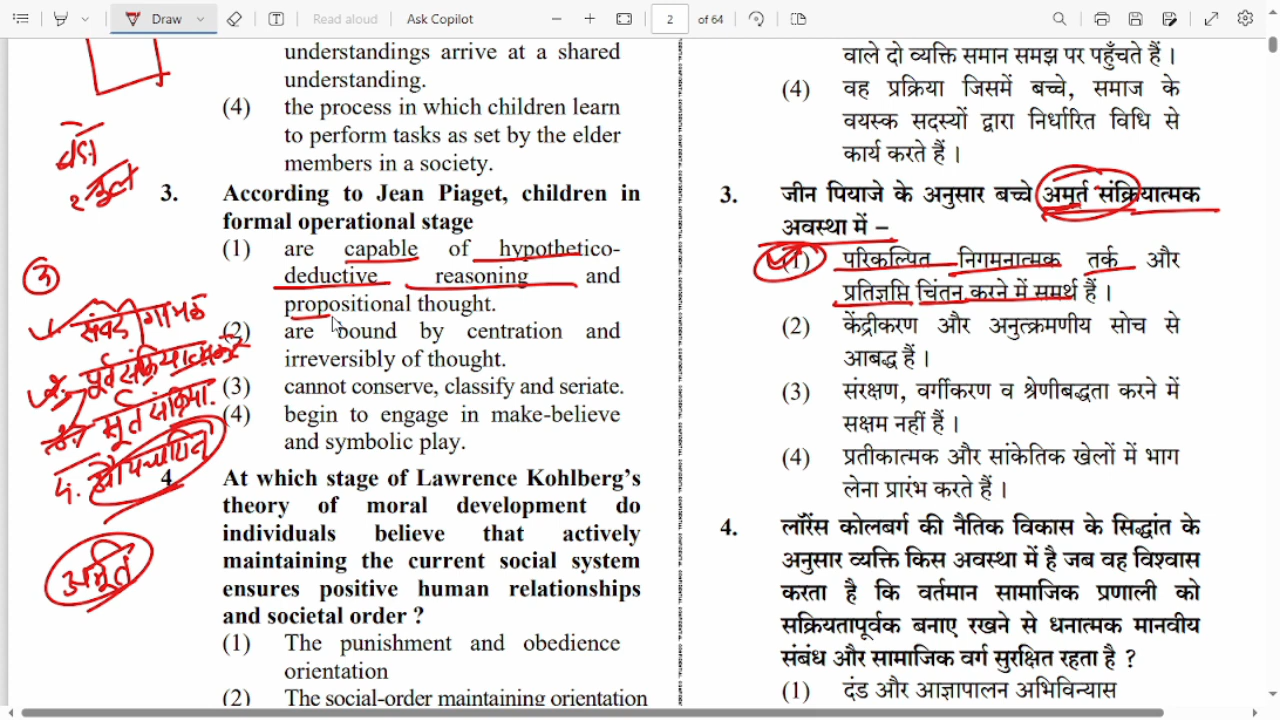 Draw
Read aloud
Ask Copilot
2
of 64
understandings arrive at a shared
understanding.
(4) the process in which children learn
to perform tasks as set by the elder
members in a society.
3. According to Jean Piaget, children in
formal operational stage
(1) are capable of hypothetico-
deductive reasoning and
propositional thought.
(2) are bound by centration and
irreversibly of thought.
(3) cannot conserve, classify and seriate.
(4) begin to engage in make-believe
and symbolic play.
4 At which stage of Lawrence Kohlberg's
theory of moral development do
individuals believe that actively
maintaining the current social system
ensures positive human relationships
and societal order ?
(1) The punishment and obedience
orientation
(2) The social-order maintaining orientation
वाले दो व्यक्ति समान समझ पर पहुँचते हैं ।
(4) वह प्रक्रिया जिसमें बच्चे, समाज के
वयस्क सदस्यों द्वारा निर्धारित विधि से
कार्य करते हैं ।
3. जीन पियाजे के अनुसार बच्चे अमूर्त संक्रियात्मक
अवस्था में –
(1) परिकल्पित निगमनात्मक तर्क और
प्रतिज्ञप्ति चिंतन करने में समर्थ हैं ।
(2) केंद्रीकरण और अनुत्क्रमणीय सोच से
आबद्ध हैं ।
(3) संरक्षण, वर्गीकरण व श्रेणीबद्धता करने में
सक्षम नहीं हैं ।
(4) प्रतीकात्मक और सांकेतिक खेलों में भाग
लेना प्रारंभ करते हैं ।
4. लॉरेंस कोलबर्ग की नैतिक विकास के सिद्धांत के
अनुसार व्यक्ति किस अवस्था में है जब वह विश्वास
करता है कि वर्तमान सामाजिक प्रणाली को
सक्रियतापूर्वक बनाए रखने से धनात्मक मानवीय
संबंध और सामाजिक वर्ग सुरक्षित रहता है ?
(1) दंड और आज्ञापालन अभिविन्यास
अमूर्त